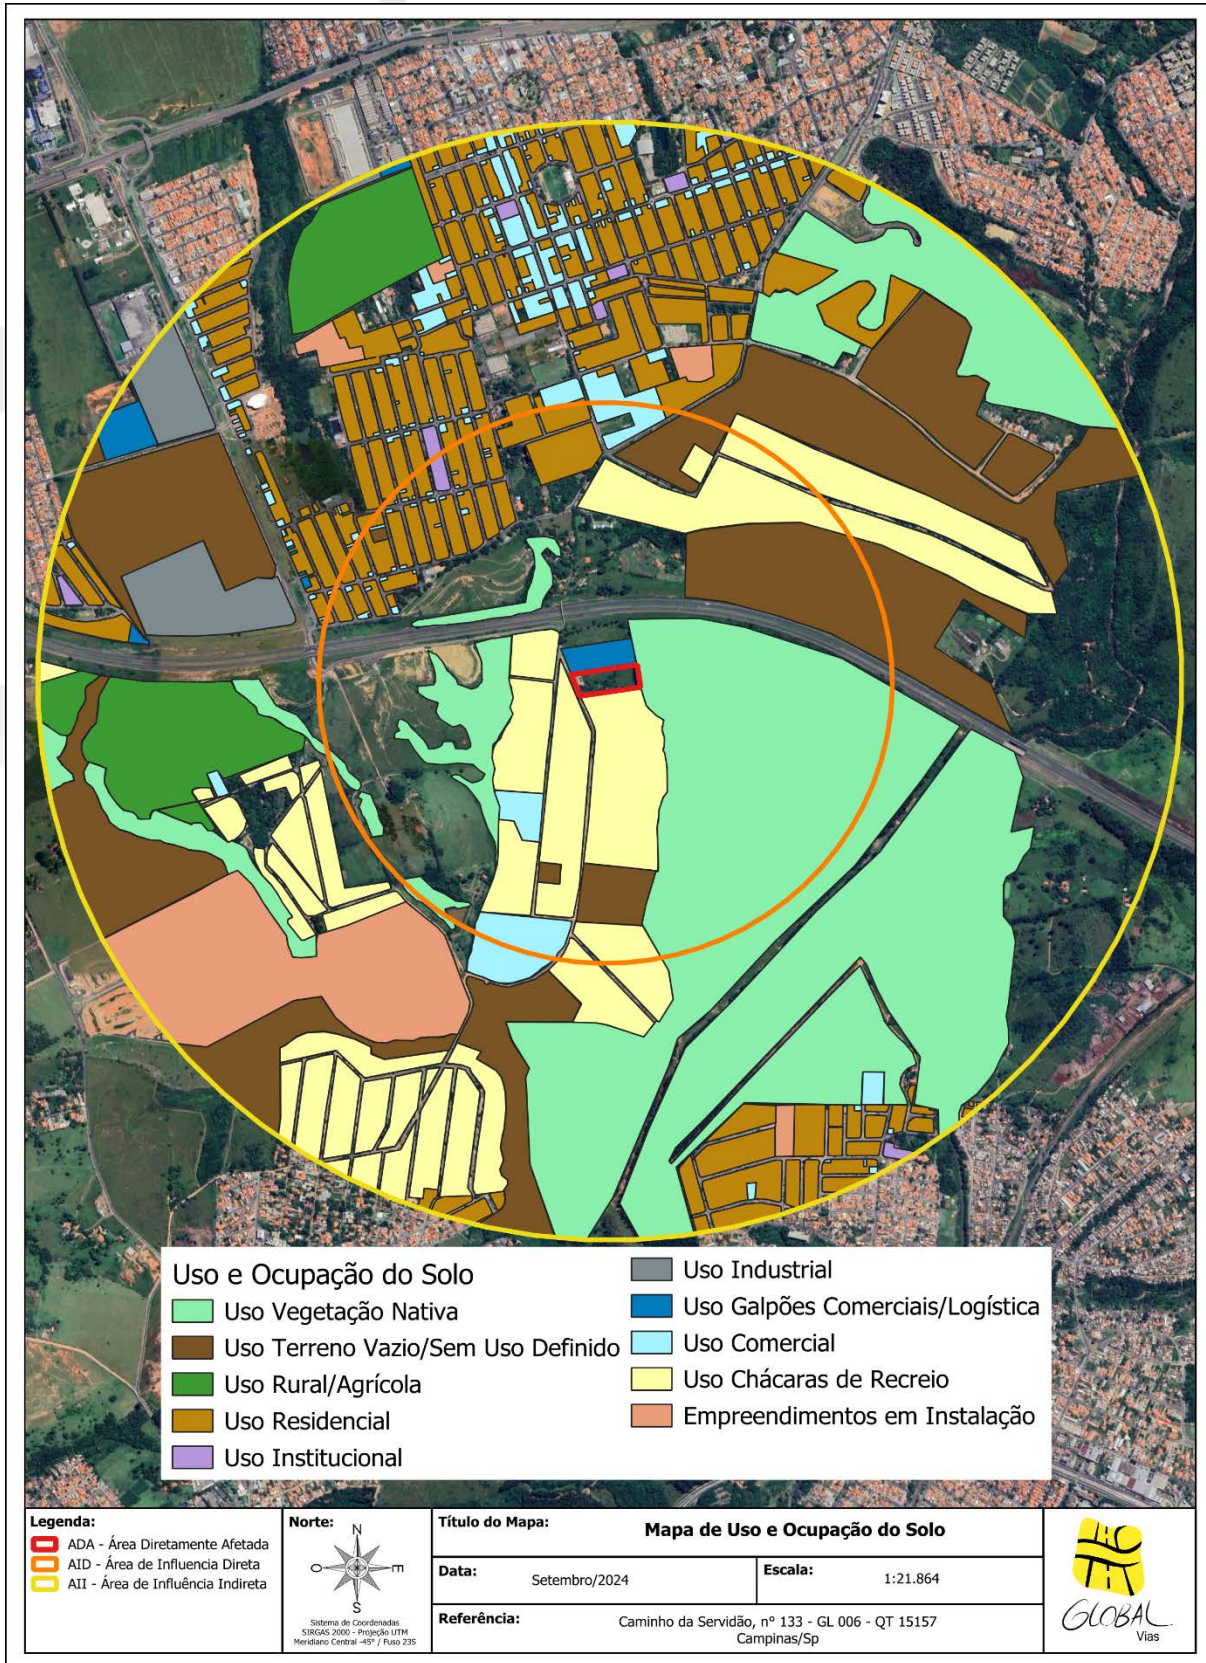 Uso e Ocupação do Solo
Uso Vegetação Nativa
Uso Terreno Vazio/Sem Uso Definido
Uso Rural/Agrícola
Uso Residencial
Uso Institucional
Uso Industrial
Uso Galpões Comerciais/Logística
Uso Comercial
Uso Chácaras de Recreio
Empreendimentos em Instalação
Legenda:
ADA - Área Diretamente Afetada
AID - Área de Influencia Direta
AII - Área de Influência Indireta
Norte:
N
O
E
S
Sistema de Coordenadas
SIRGAS 2000 - Projeção UTM
Meridiano Central -45° / Fuso 23S
Título do Mapa:
Mapa de Uso e Ocupação do Solo
Data:
Setembro/2024
Escala:
1:21.864
Referência:
Caminho da Servidão, n° 133 - GL 006 - QT 15157
Campinas/Sp
GLOBAL
Vias